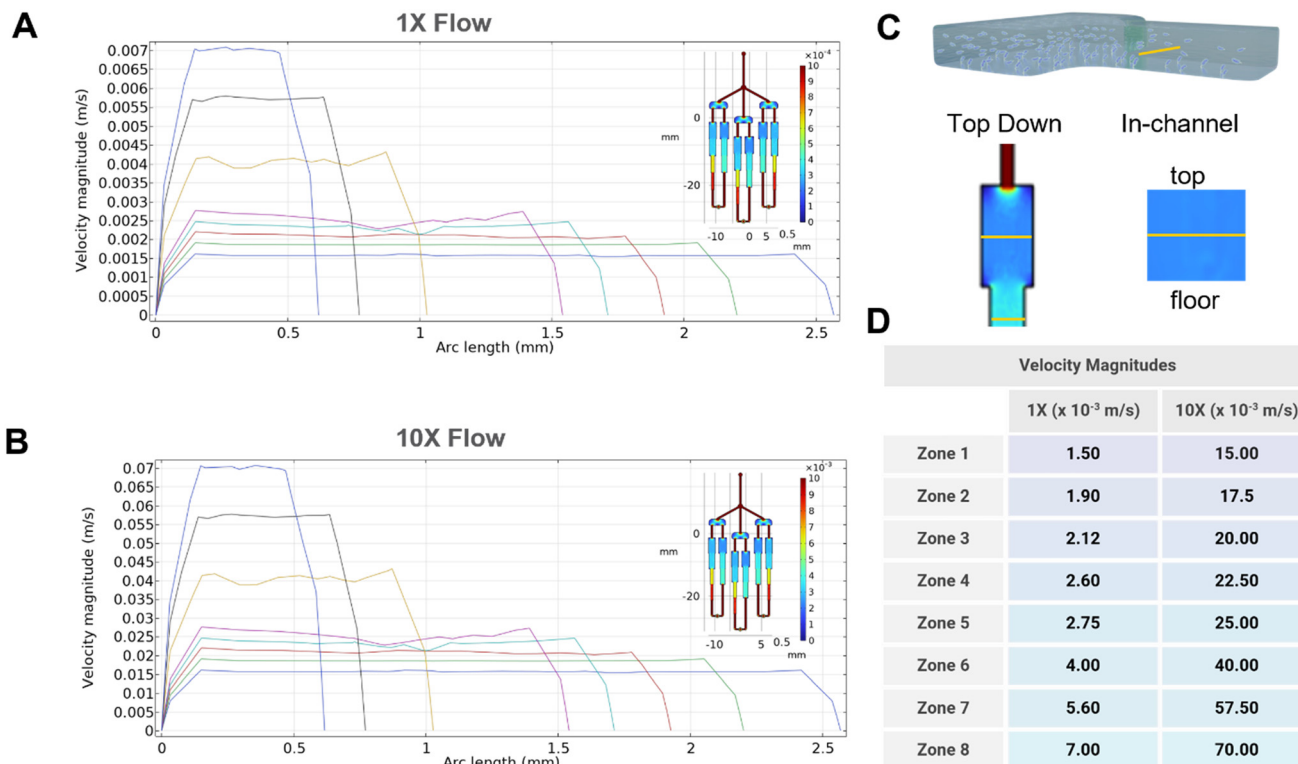 A
1X Flow
Velocity magnitude (m/s)
0.007
0.0065
0.006
0.0055
0.005
0.0045
0.004
0.0035
0.003
0.0025
0.002
0.0015
0.001
0.0005
0
0
0.5
1
1.5
2
2.5
Arc length (mm)
×10⁻⁴
10
9
8
7
6
5
4
3
2
1
0
mm
0
-20
-10
0
5
0.5
mm
B
10X Flow
Velocity magnitude (m/s)
0.07
0.065
0.06
0.055
0.05
0.045
0.04
0.035
0.03
0.025
0.02
0.015
0.01
0.005
0
0
0.5
1
1.5
2
2.5
Arc length (mm)
×10⁻³
10
9
8
7
6
5
4
3
2
1
0
mm
0
-20
-10
5
0.5
mm
C
Top Down
In-channel
top
floor
D
Velocity Magnitudes
1X (x 10⁻³ m/s) 10X (x 10⁻³ m/s)
Zone 1 1.50 15.00
Zone 2 1.90 17.5
Zone 3 2.12 20.00
Zone 4 2.60 22.50
Zone 5 2.75 25.00
Zone 6 4.00 40.00
Zone 7 5.60 57.50
Zone 8 7.00 70.00